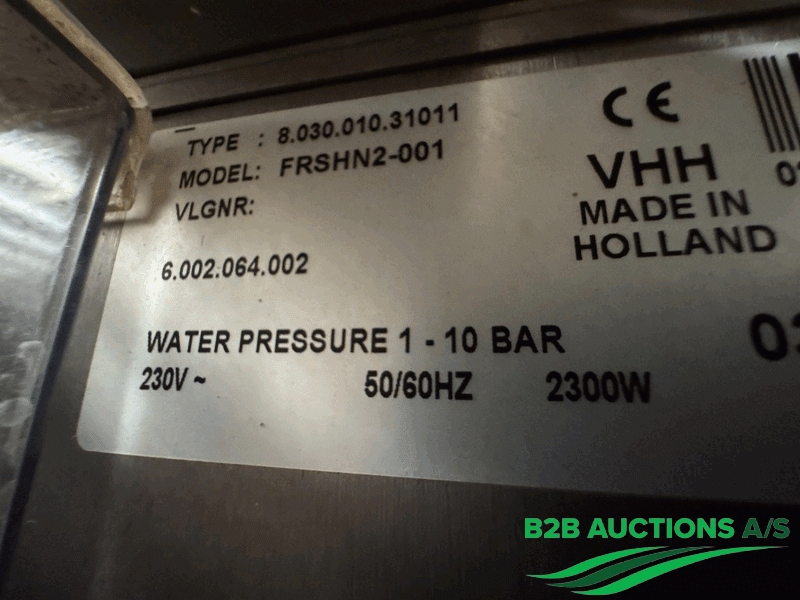 TYPE : 8.030.010.31011
MODEL: FRSHN2-001
VLGNR:
6.002.064.002
WATER PRESSURE 1 - 10 BAR
230V ~ 50/60HZ 2300W
CE
VHH
MADE IN
HOLLAND
B2B AUCTIONS A/S